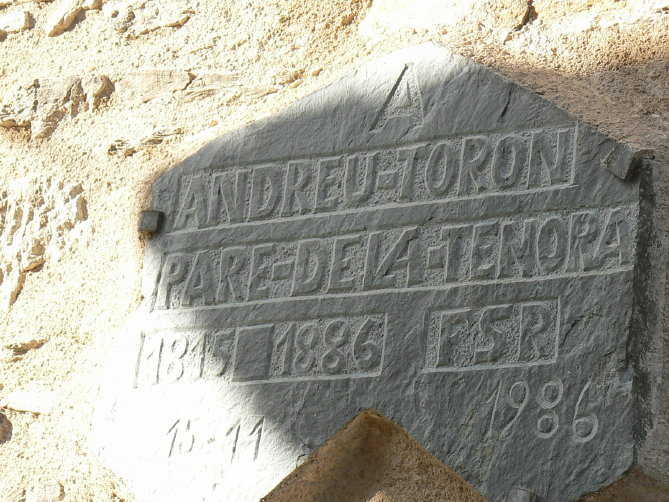 A
ANDREU-TORON
PARE-DE LA-TENORA
1815 1886 FSR
15-11 1986